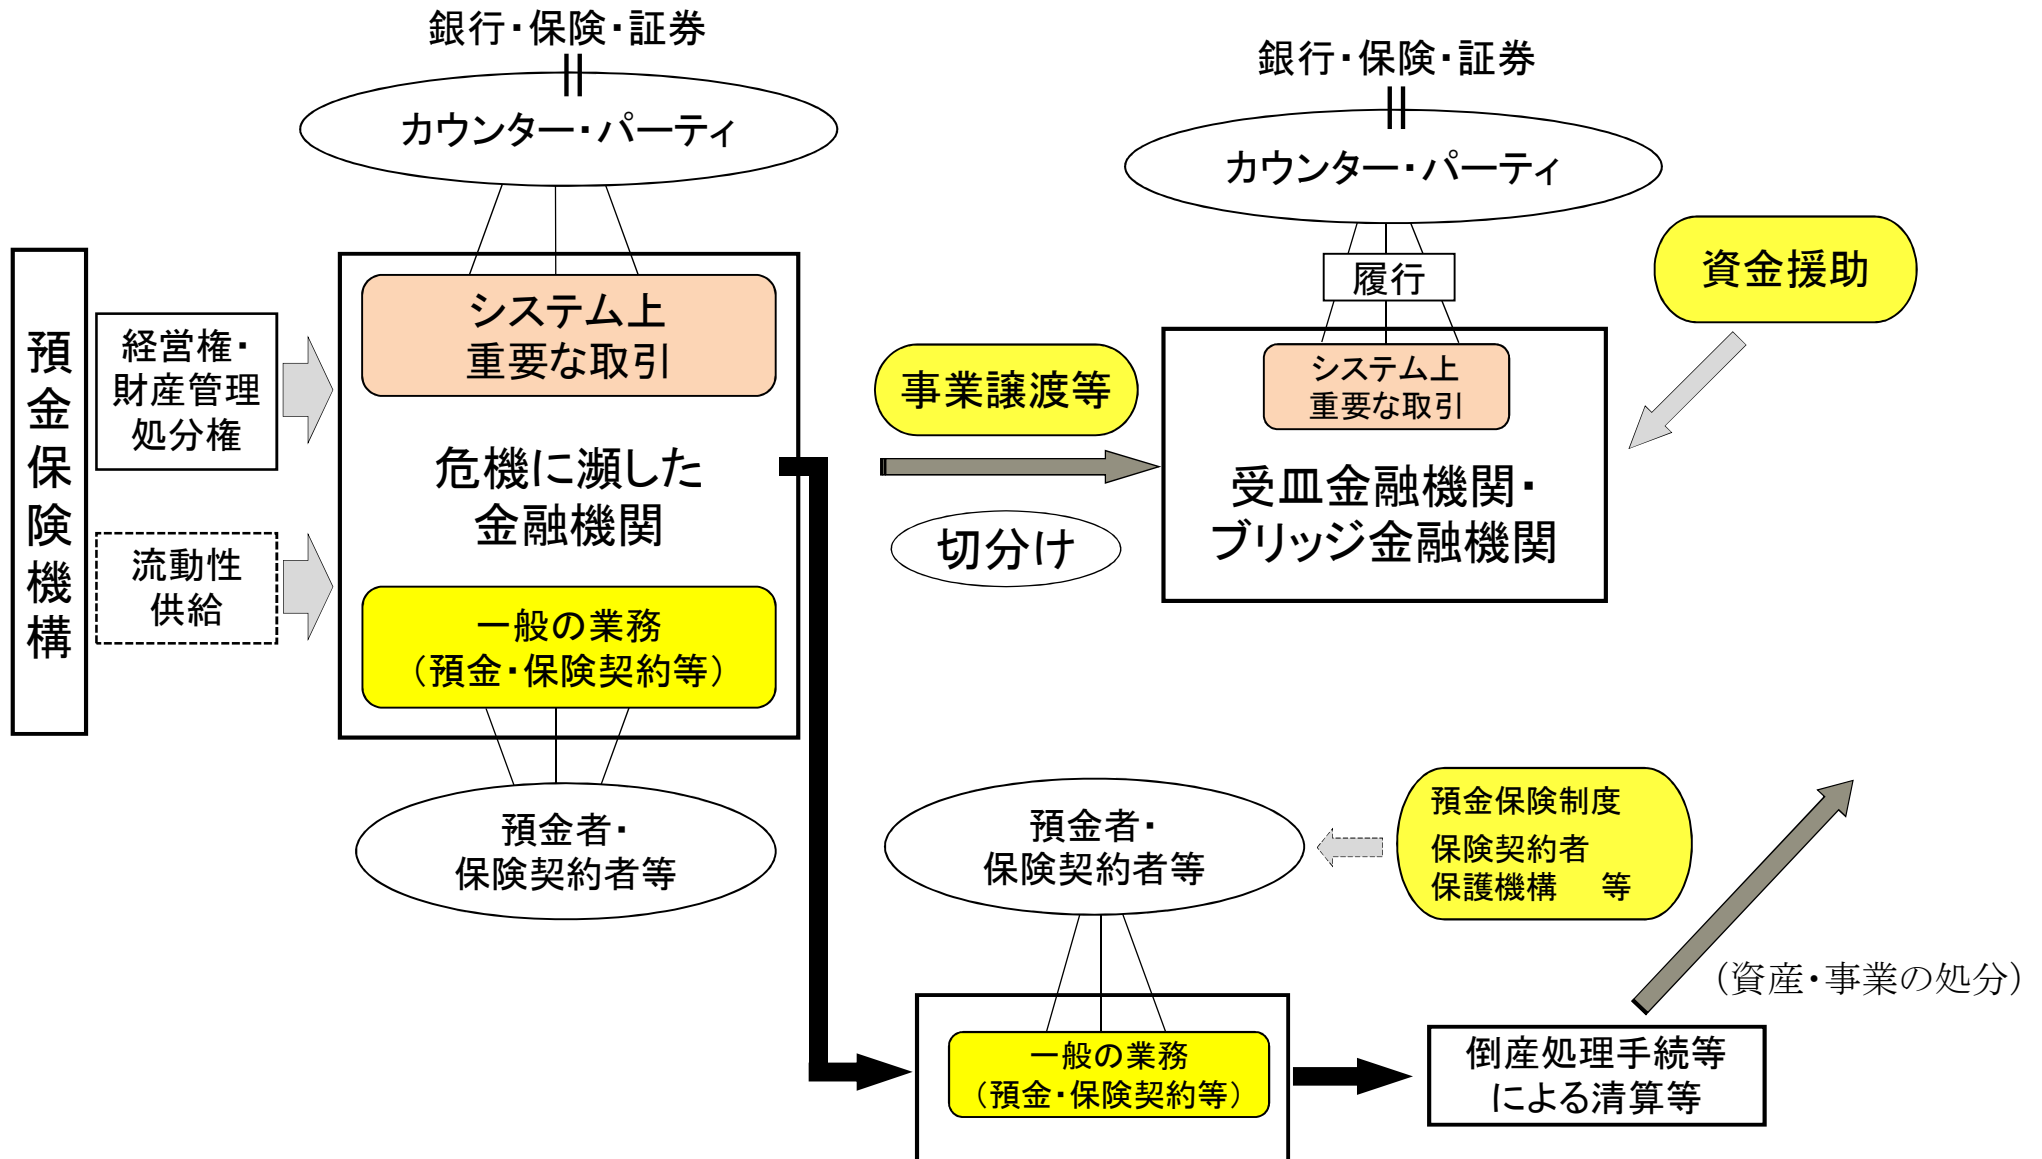 銀行・保険・証券
カウンター・パーティ
預金保険機構
経営権・
財産管理
処分権
流動性
供給
システム上
重要な取引
危機に瀕した
金融機関
一般の業務
（預金・保険契約等）
預金者・
保険契約者等
事業譲渡等
切分け
銀行・保険・証券
カウンター・パーティ
履行
システム上
重要な取引
受皿金融機関・
ブリッジ金融機関
資金援助
預金者・
保険契約者等
預金保険制度
保険契約者
保護機構　等
一般の業務
（預金・保険契約等）
（資産・事業の処分）
倒産処理手続等
による清算等